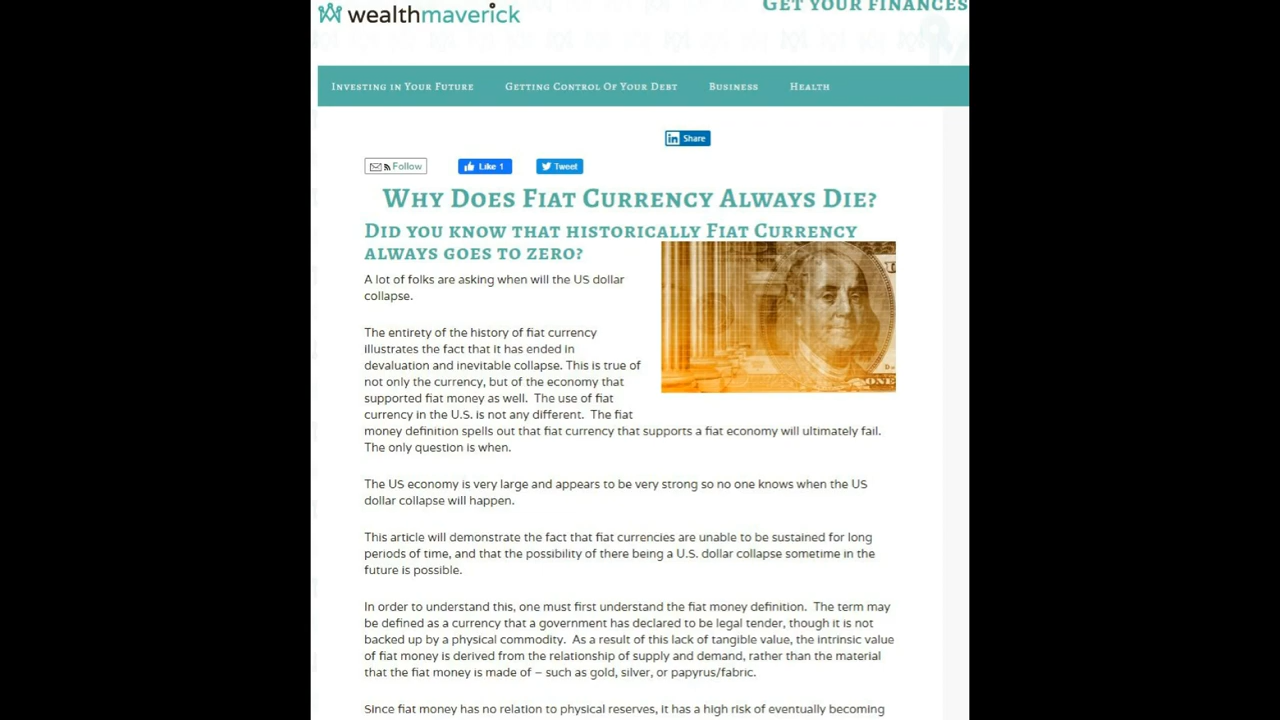 wealthmaverick
Get your finances
Investing in Your Future
Getting Control Of Your Debt
Business
Health
in Share
Follow
Like 1
Tweet
Why Does Fiat Currency Always Die?
Did you know that historically Fiat Currency
always goes to zero?
A lot of folks are asking when will the US dollar
collapse.
The entirety of the history of fiat currency
illustrates the fact that it has ended in
devaluation and inevitable collapse. This is true of
not only the currency, but of the economy that
supported fiat money as well. The use of fiat
currency in the U.S. is not any different. The fiat
money definition spells out that fiat currency that supports a fiat economy will ultimately fail.
The only question is when.
The US economy is very large and appears to be very strong so no one knows when the US
dollar collapse will happen.
This article will demonstrate the fact that fiat currencies are unable to be sustained for long
periods of time, and that the possibility of there being a U.S. dollar collapse sometime in the
future is possible.
In order to understand this, one must first understand the fiat money definition. The term may
be defined as a currency that a government has declared to be legal tender, though it is not
backed up by a physical commodity. As a result of this lack of tangible value, the intrinsic value
of fiat money is derived from the relationship of supply and demand, rather than the material
that the fiat money is made of – such as gold, silver, or papyrus/fabric.
Since fiat money has no relation to physical reserves, it has a high risk of eventually becoming